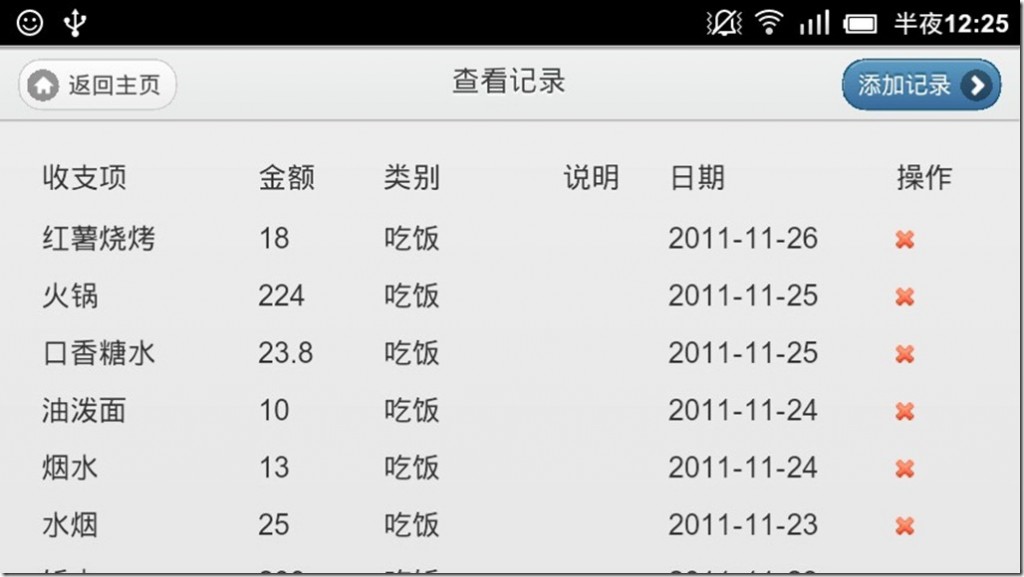 半夜12:25
返回主页 查看记录 添加记录
收支项 金额 类别 说明 日期 操作
红薯烧烤 18 吃饭 2011-11-26
火锅 224 吃饭 2011-11-25
口香糖水 23.8 吃饭 2011-11-25
油泼面 10 吃饭 2011-11-24
烟水 13 吃饭 2011-11-24
水烟 25 吃饭 2011-11-23